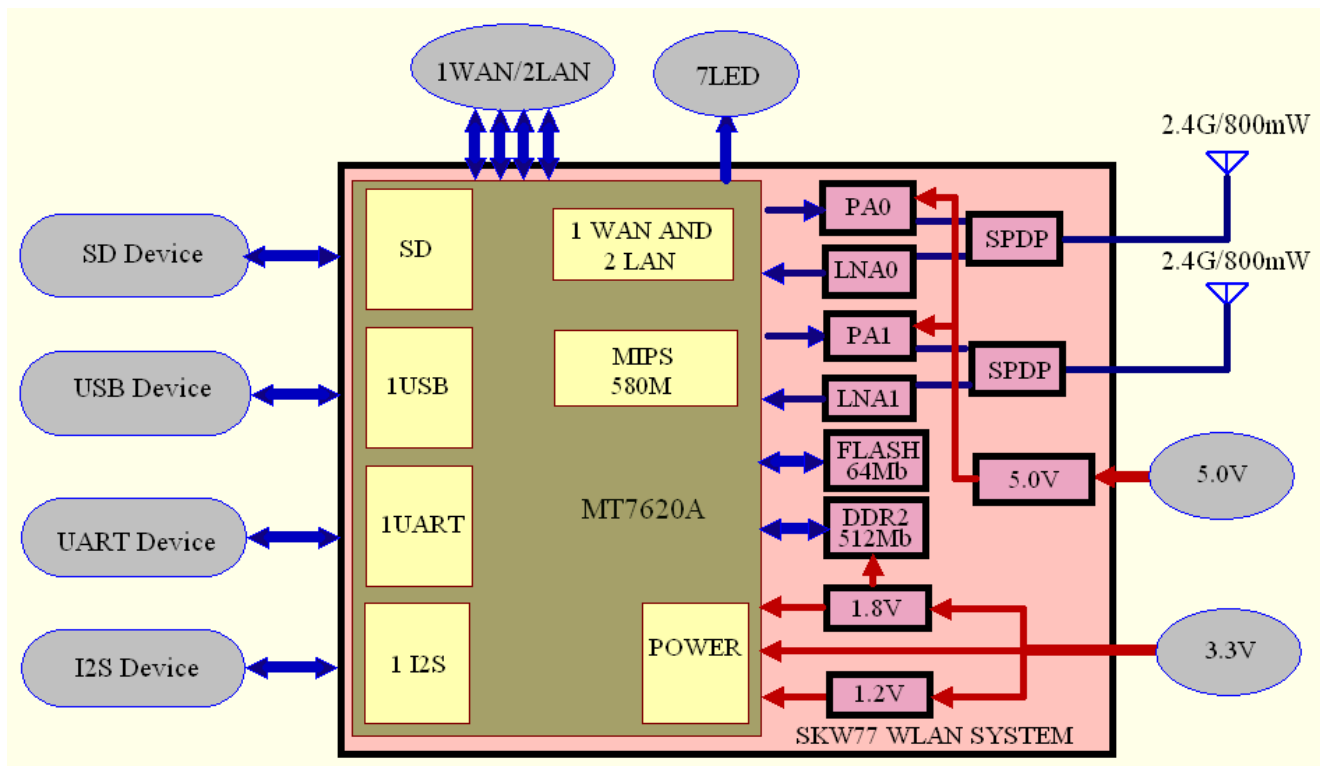 1WAN/2LAN
7LED
2.4G/800mW
SD Device
SD
1 WAN AND
2 LAN
PA0
SPDP
LNA0
2.4G/800mW
USB Device
1USB
MIPS
580M
PA1
SPDP
LNA1
FLASH
64Mb
5.0V
5.0V
UART Device
1UART
MT7620A
DDR2
512Mb
1.8V
I2S Device
1 I2S
POWER
3.3V
1.2V
SKW77 WLAN SYSTEM